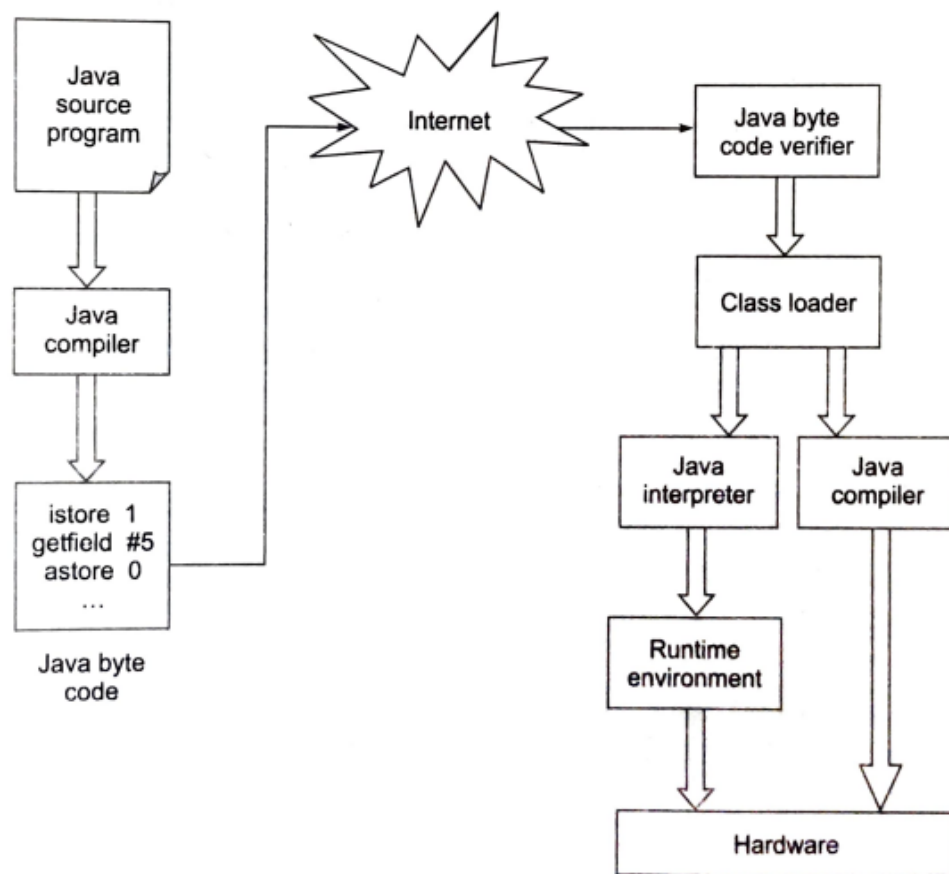 Java
source
program
Java
compiler
istore 1
getfield #5
astore 0
...
Java byte
code
Internet
Java byte
code verifier
Class loader
Java
interpreter
Java
compiler
Runtime
environment
Hardware